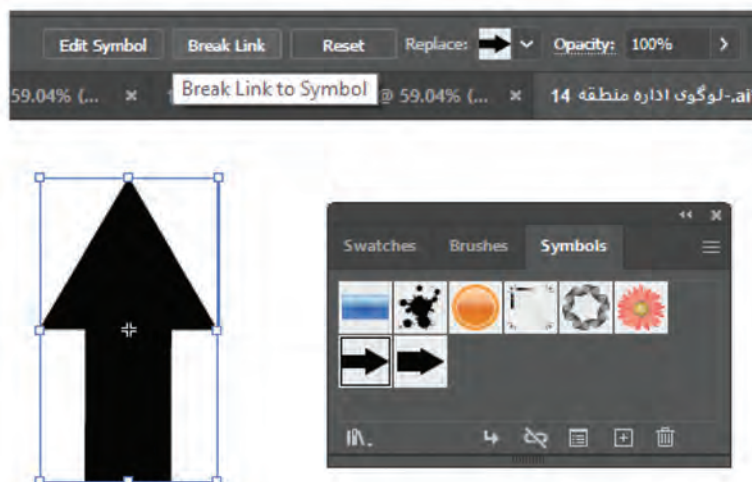 Edit Symbol Break Link Reset Replace: Opacity: 100%
59.04% (... × Break Link to Symbol @ 59.04% (... × لوگوی اداره منطقه 14-.ai
Swatches Brushes Symbols